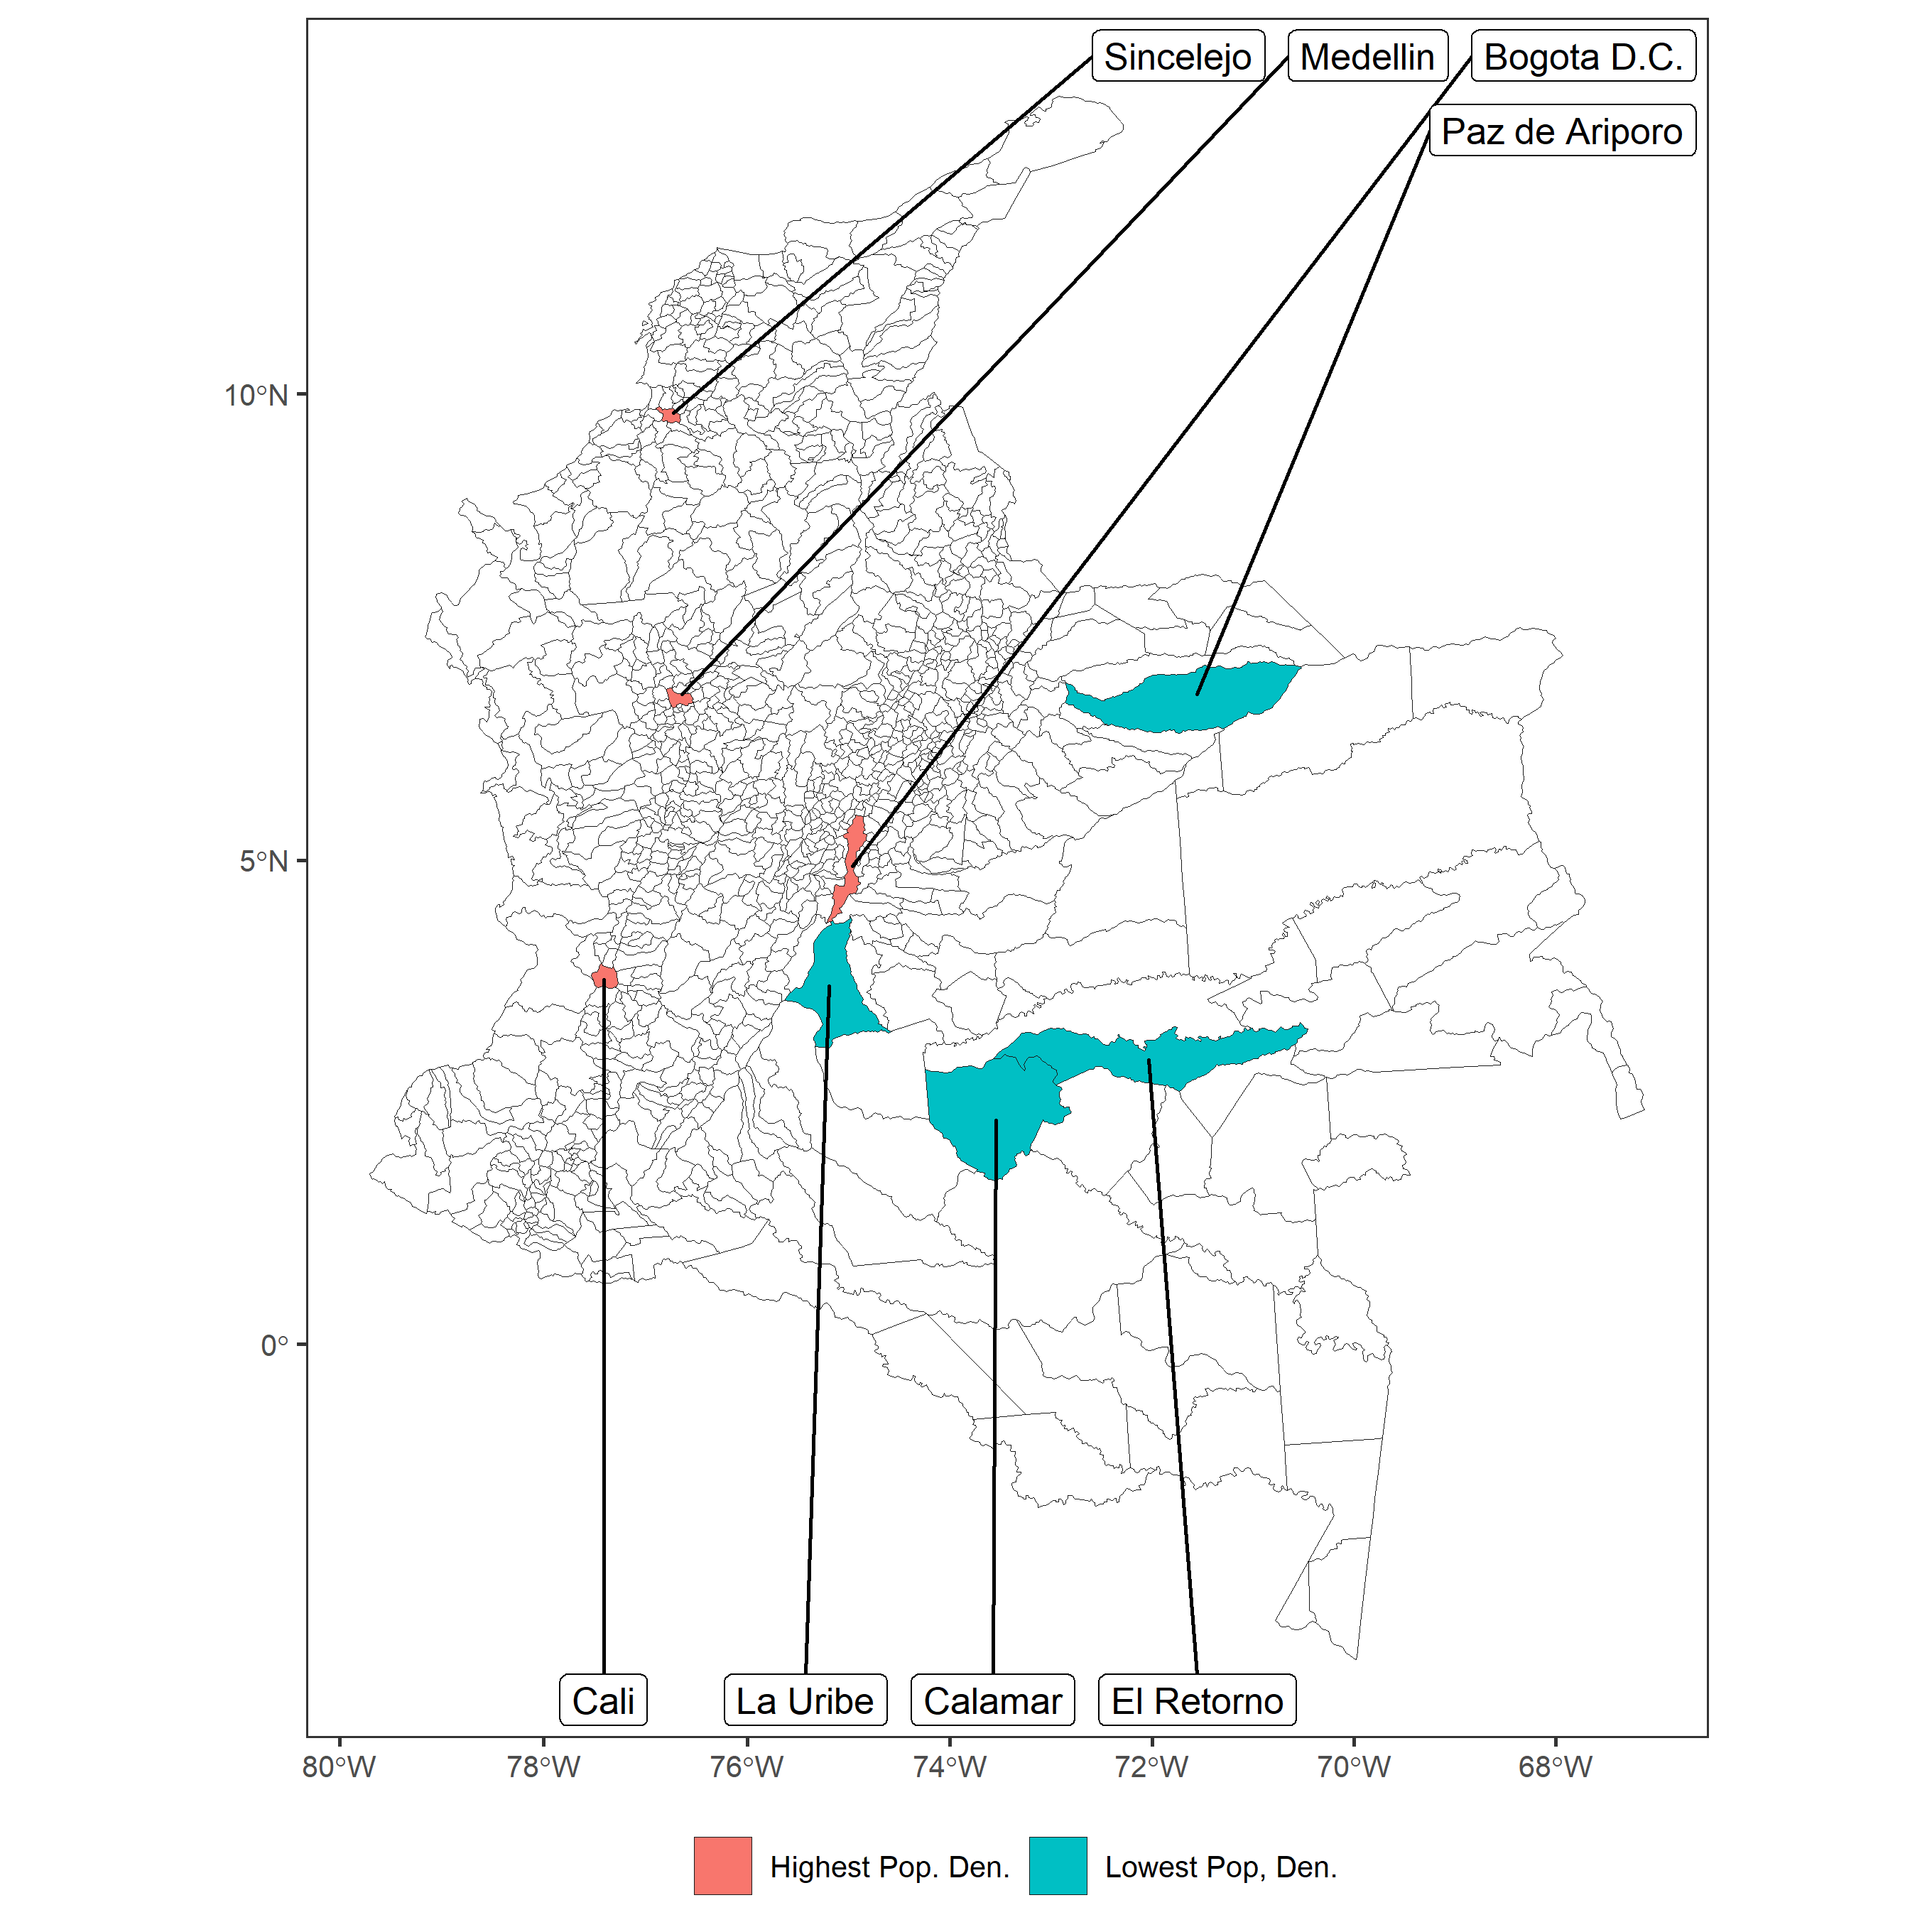 Sincelejo
Medellin
Bogota D.C.
Paz de Ariporo
10°N
5°N
0°
Cali
La Uribe
Calamar
El Retorno
80°W
78°W
76°W
74°W
72°W
70°W
68°W
Highest Pop. Den.
Lowest Pop, Den.